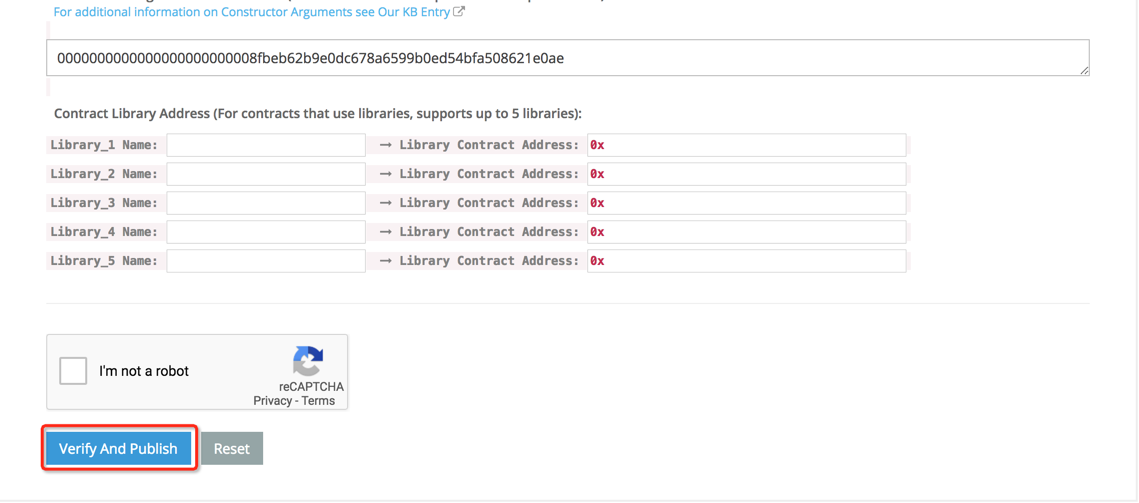 For additional information on Constructor Arguments see Our KB Entry
0000000000000000000000008fbeb62b9e0dc678a6599b0ed54bfa508621e0ae
Contract Library Address (For contracts that use libraries, supports up to 5 libraries):
Library_1 Name: → Library Contract Address: 0x
Library_2 Name: → Library Contract Address: 0x
Library_3 Name: → Library Contract Address: 0x
Library_4 Name: → Library Contract Address: 0x
Library_5 Name: → Library Contract Address: 0x
I'm not a robot
reCAPTCHA
Privacy - Terms
Verify And Publish Reset